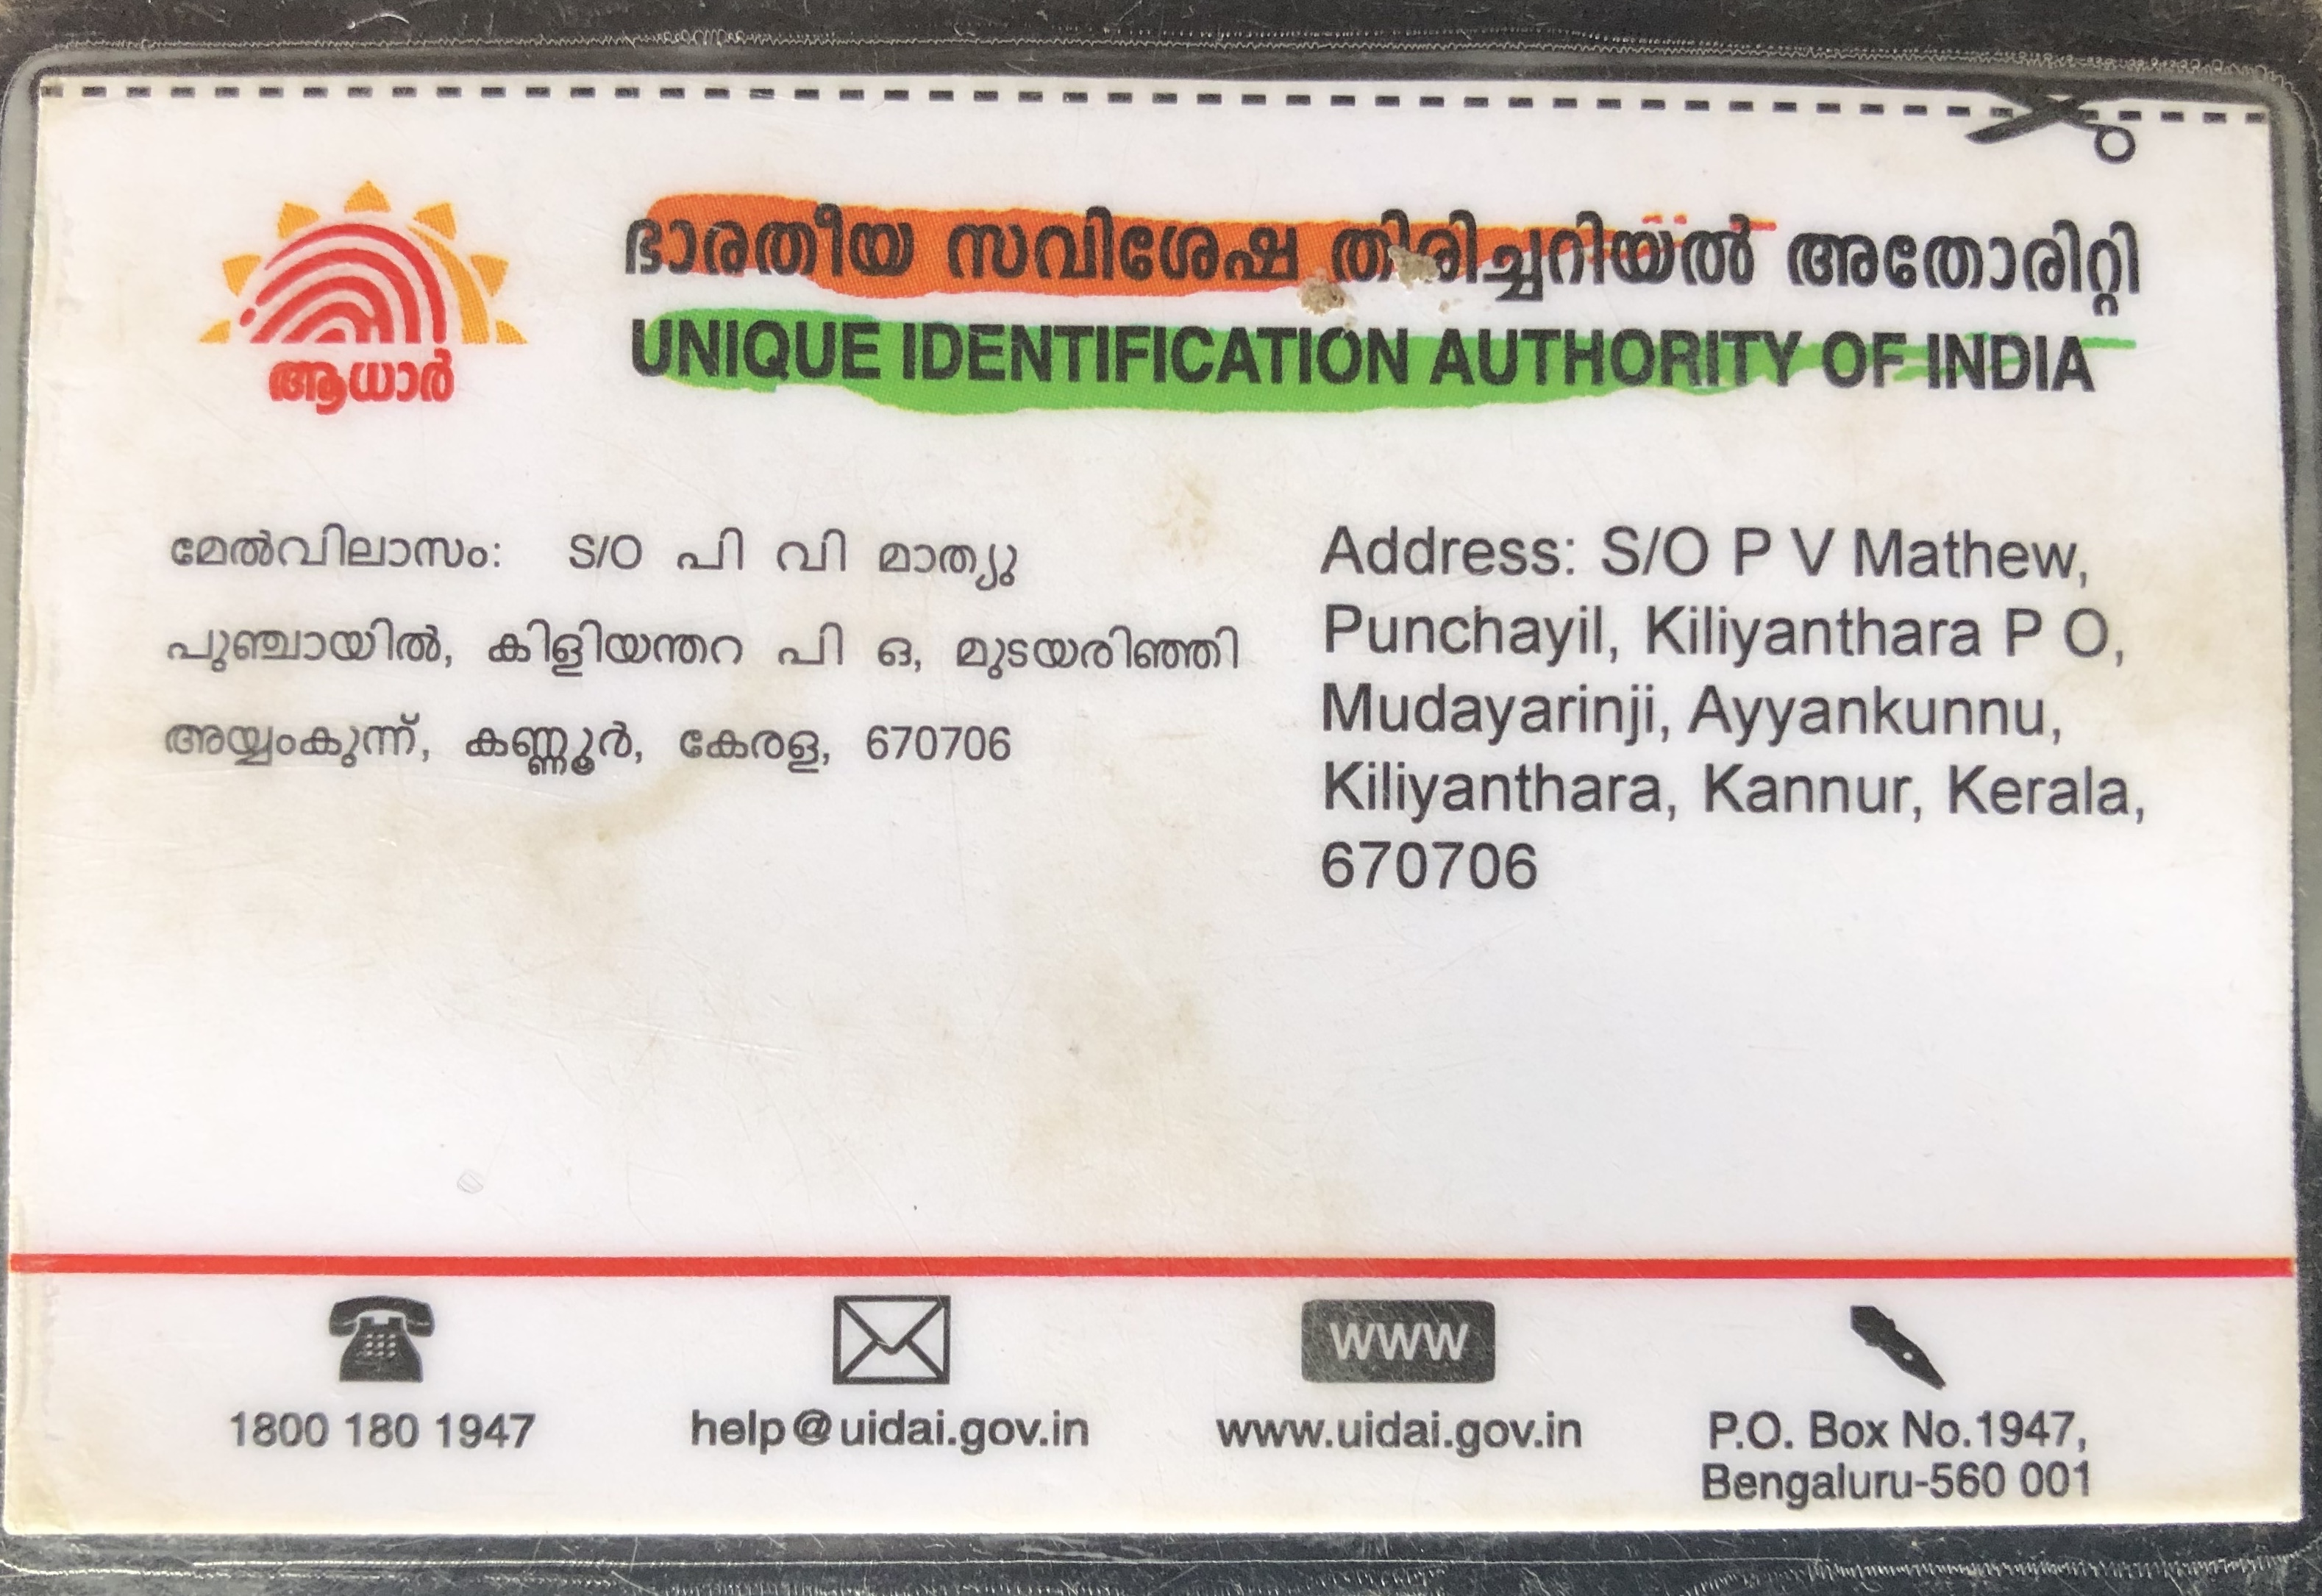 ഭാരതീയ സവിശേഷ തിരിച്ചറിയൽ അതോരിറ്റി
UNIQUE IDENTIFICATION AUTHORITY OF INDIA
ആധാർ
മേൽവിലാസം: S/O പി വി മാത്യു
പുഞ്ചായിൽ, കിളിയന്തറ പി ഒ, മുടയരിഞ്ഞി
അയ്യംകുന്ന്, കണ്ണൂർ, കേരള, 670706
Address: S/O P V Mathew,
Punchayil, Kiliyanthara P O,
Mudayarinji, Ayyankunnu,
Kiliyanthara, Kannur, Kerala,
670706
WWW
1800 180 1947
help@uidai.gov.in
www.uidai.gov.in
P.O. Box No.1947,
Bengaluru-560 001